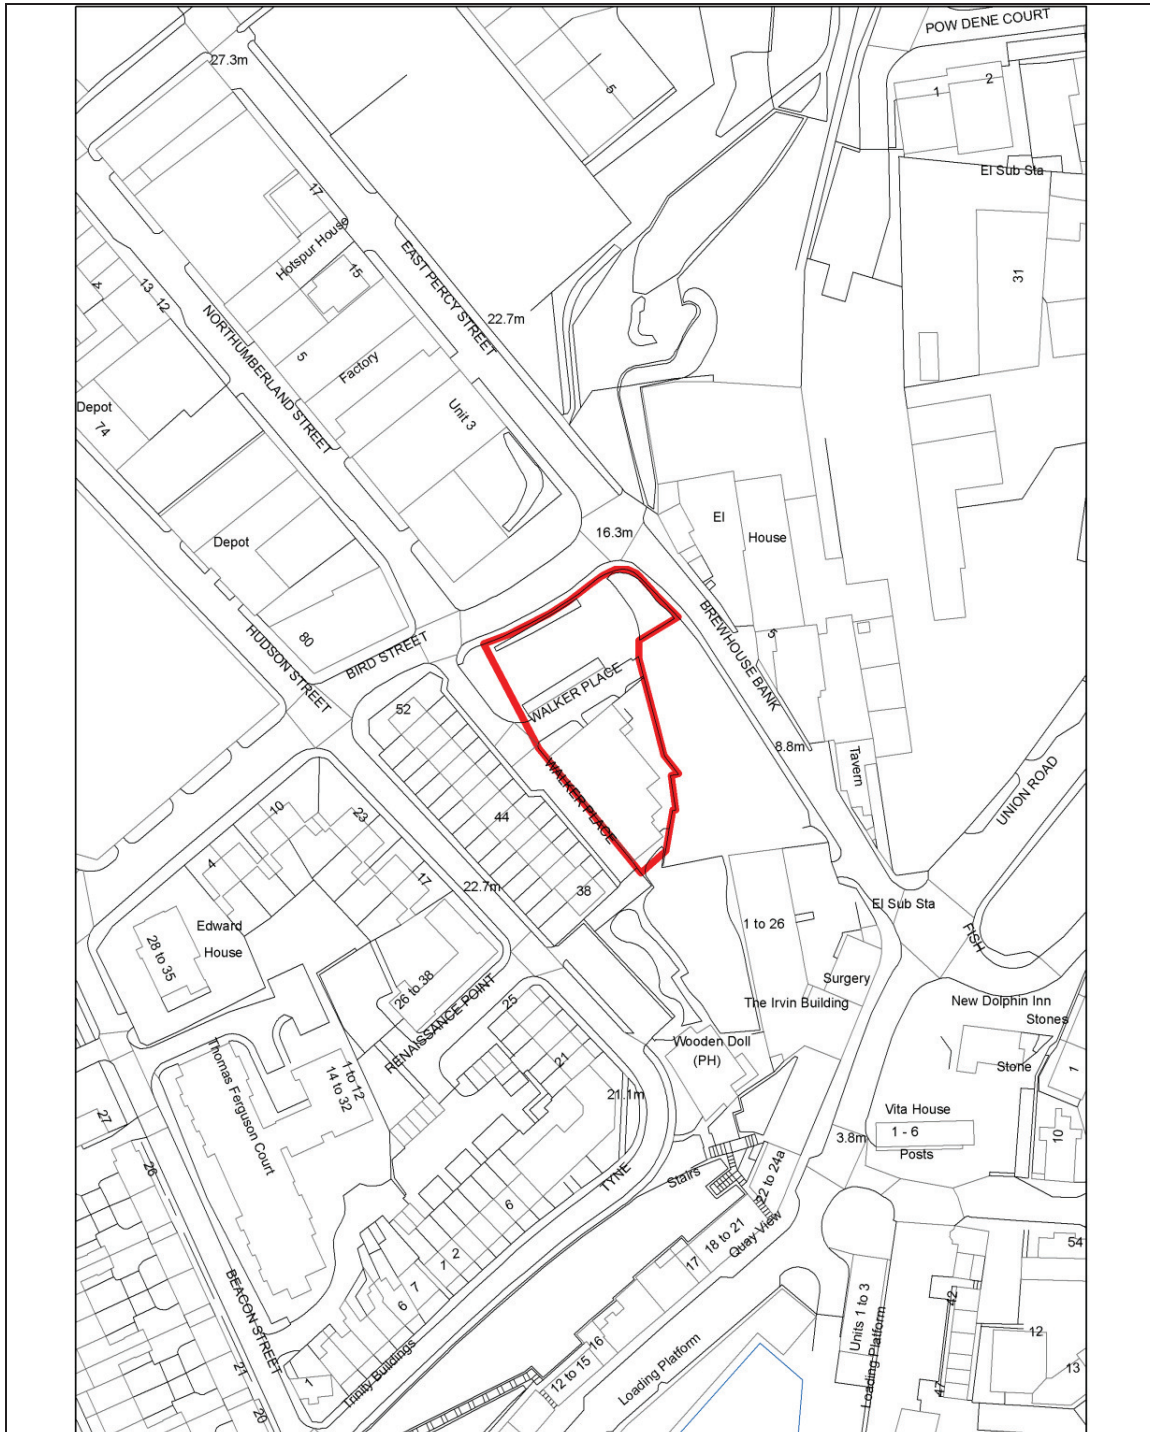 POW DENE COURT
27.3m
5
1
2
El Sub Sta
17
Hotspur House
15
EAST PERCY STREET
31
4
13
12
22.7m
NORTHUMBERLAND STREET
5
Factory
Depot
74
Unit 3
El
House
16.3m
Depot
BREWHOUSE BANK
5
HUDSON STREET
80
BIRD STREET
WALKER PLACE
52
8.8m
Tavern
UNION ROAD
WALKER PLACE
10
23
44
4
17
22.7m
38
El Sub Sta
Edward
House
28 to 35
1 to 26
FISH
26 to 38
Surgery
RENAISSANCE POINT
25
The Irvin Building
New Dolphin Inn
Stones
Wooden Doll
(PH)
Thomas Ferguson Court
1 to 12
14 to 32
21
Stone
1
21.1m
27
Vita House
1 - 6
10
3.8m
Posts
26
TYNE
Stairs
22 to 24a
6
18 to 21
Quay View
2
1
17
54
7
6
BEACON STREET
Units 1 to 3
42
Loading Platform
16
12
Trinity Buildings
Loading Platform
21
12 to 15
13
1
47
20